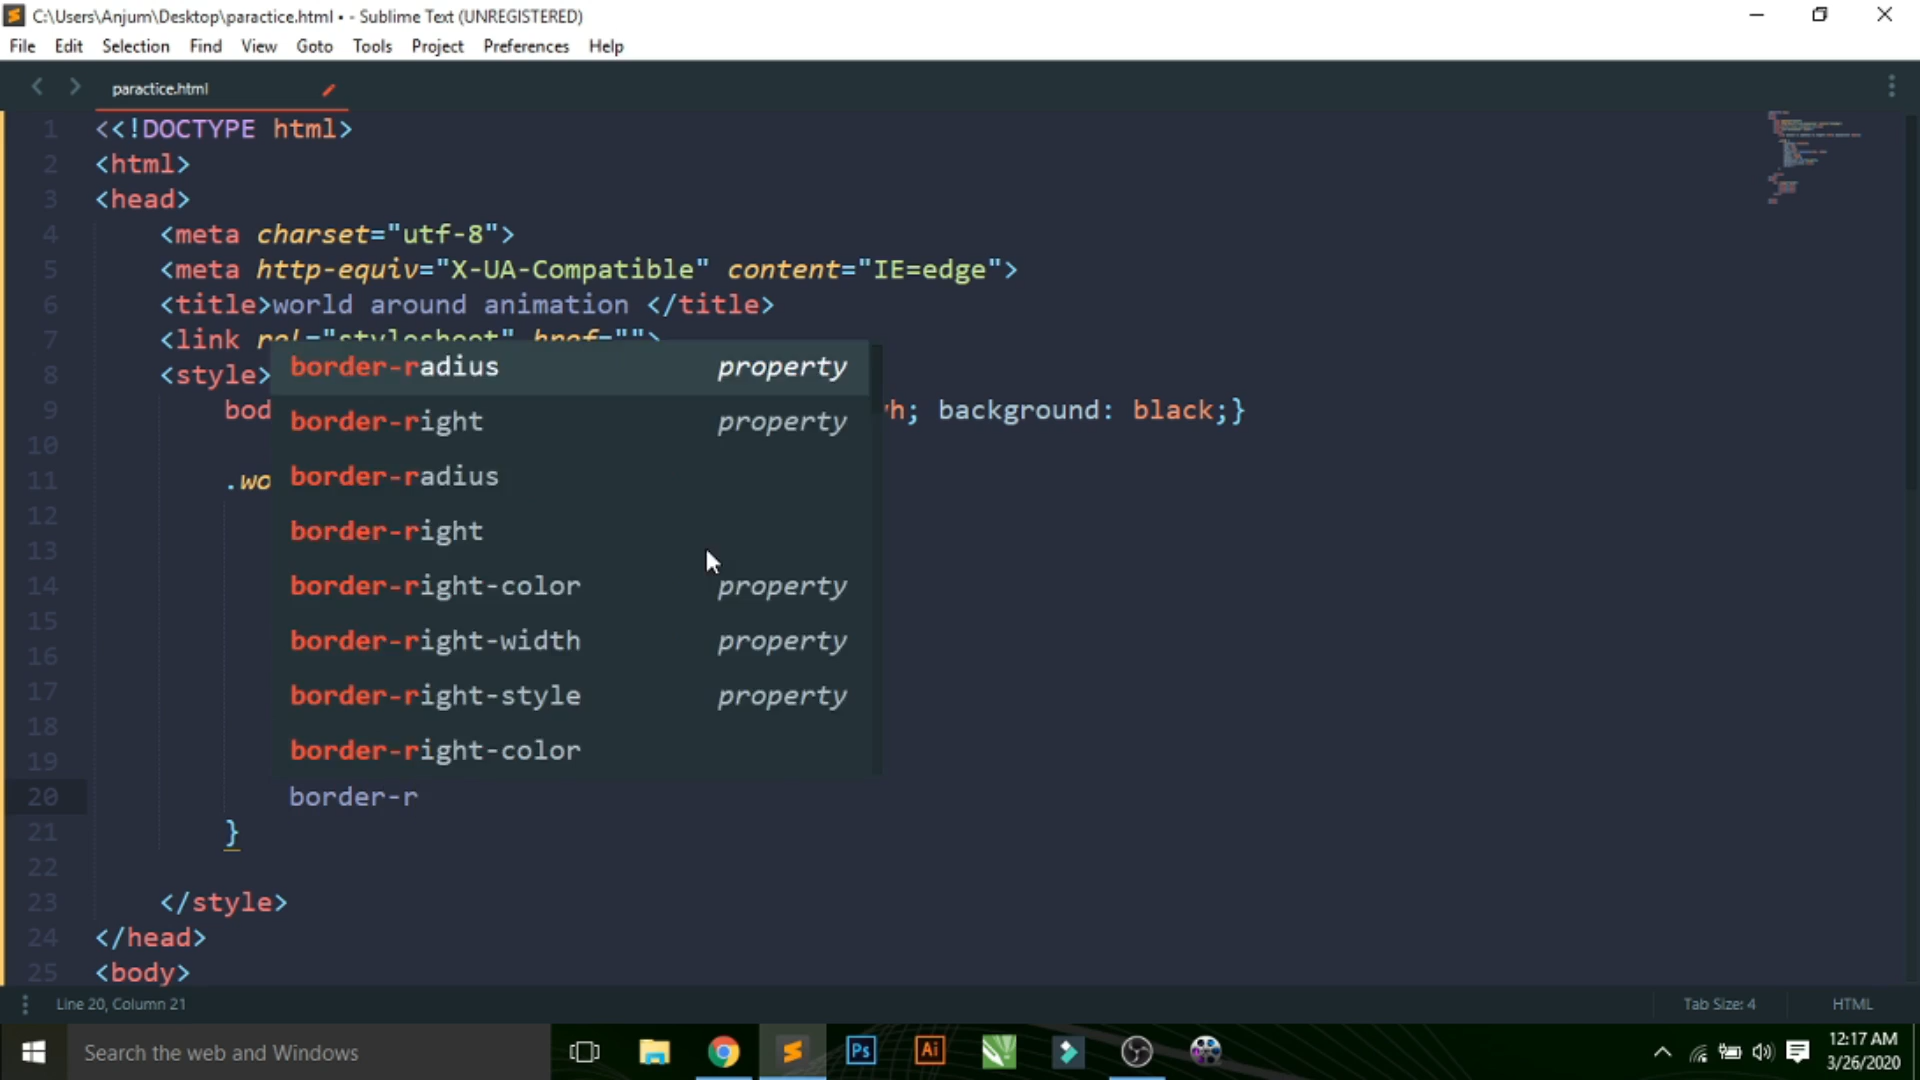 C:\Users\Anjum\Desktop\paractice.html • - Sublime Text (UNREGISTERED)
File Edit Selection Find View Goto Tools Project Preferences Help
paractice.html
1 <<!DOCTYPE html>
2 <html>
3 <head>
4 <meta charset="utf-8">
5 <meta http-equiv="X-UA-Compatible" content="IE=edge">
6 <title>world around animation </title>
7 <link rel="stylesheet" href="">
8 <style>
border-radius property
9 bod h; background: black;}
border-right property
10
11 .wo
border-radius
12
border-right
13
14
border-right-color property
15
16
border-right-width property
17
border-right-style property
18
19
border-right-color
20 border-r
21 }
22
23 </style>
24 </head>
25 <body>
Line 20, Column 21 Tab Size: 4 HTML
Search the web and Windows
Ps Ai
12:17 AM
3/26/2020